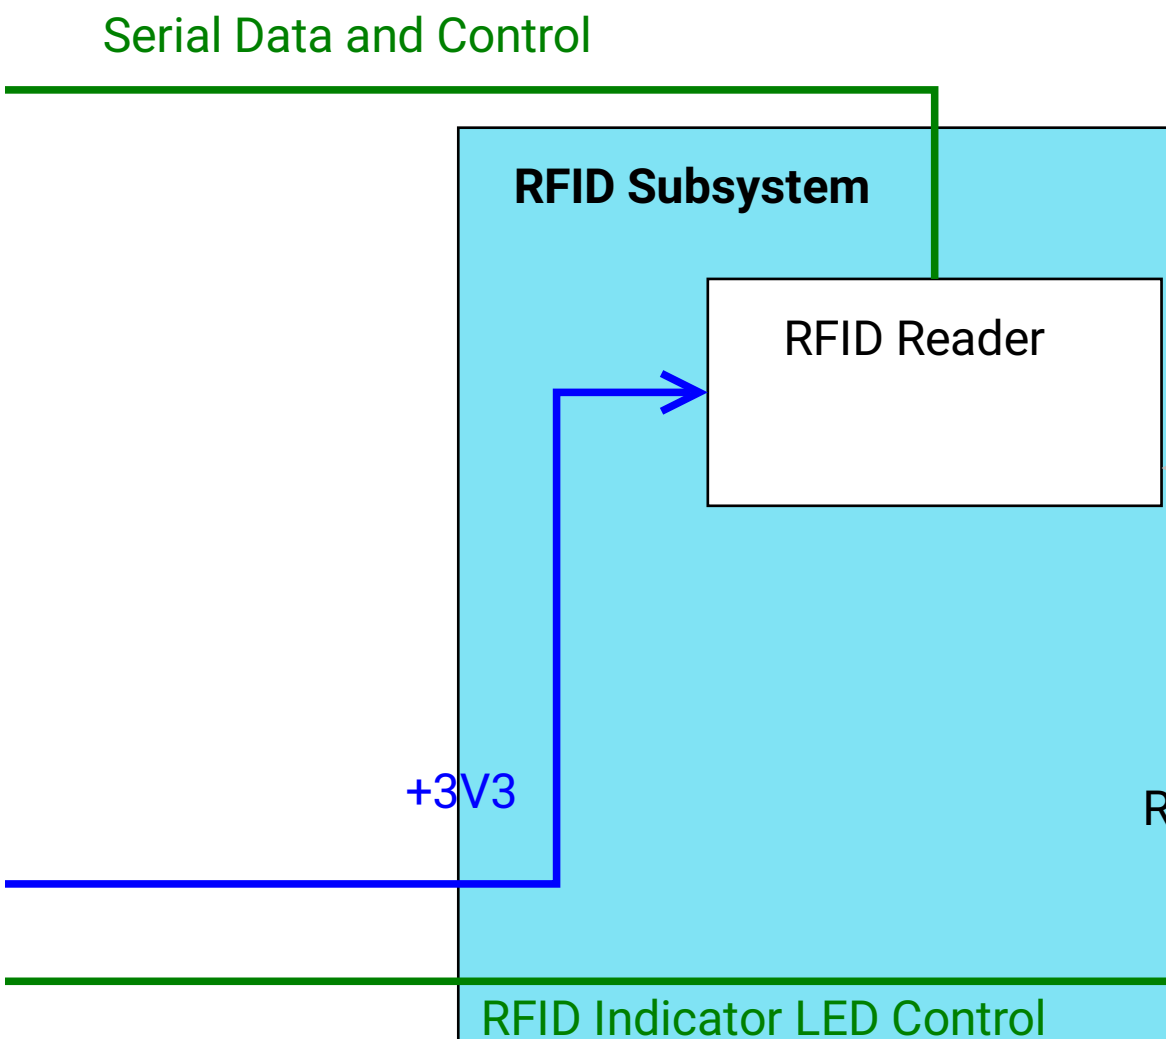 Serial Data and Control
RFID Subsystem
RFID Reader
+3V3
R
RFID Indicator LED Control